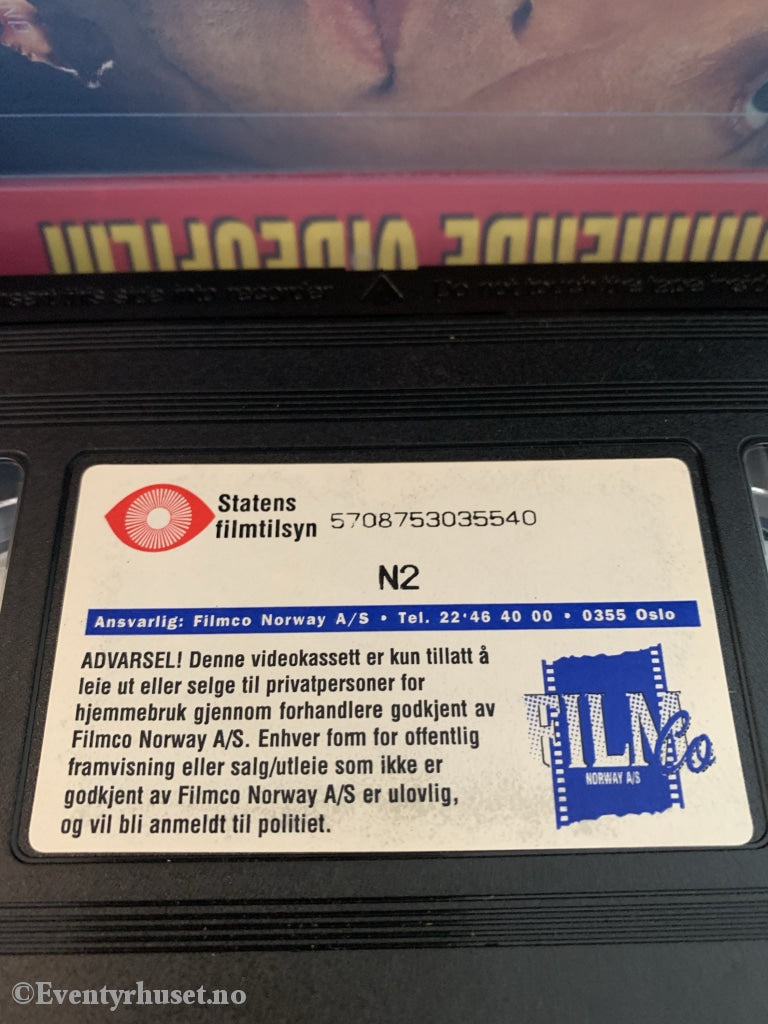 VIDEOFILM
Statens
filmtilsyn
5708753035540
N2
Ansvarlig: Filmco Norway A/S • Tel. 22·46 40 00 • 0355 Oslo
ADVARSEL! Denne videokassett er kun tillatt å
leie ut eller selge til privatpersoner for
hjemmebruk gjennom forhandlere godkjent av
Filmco Norway A/S. Enhver form for offentlig
framvisning eller salg/utleie som ikke er
godkjent av Filmco Norway A/S er ulovlig,
og vil bli anmeldt til politiet.
FILM
Co
NORWAY A/S
©Eventyrhuset.no